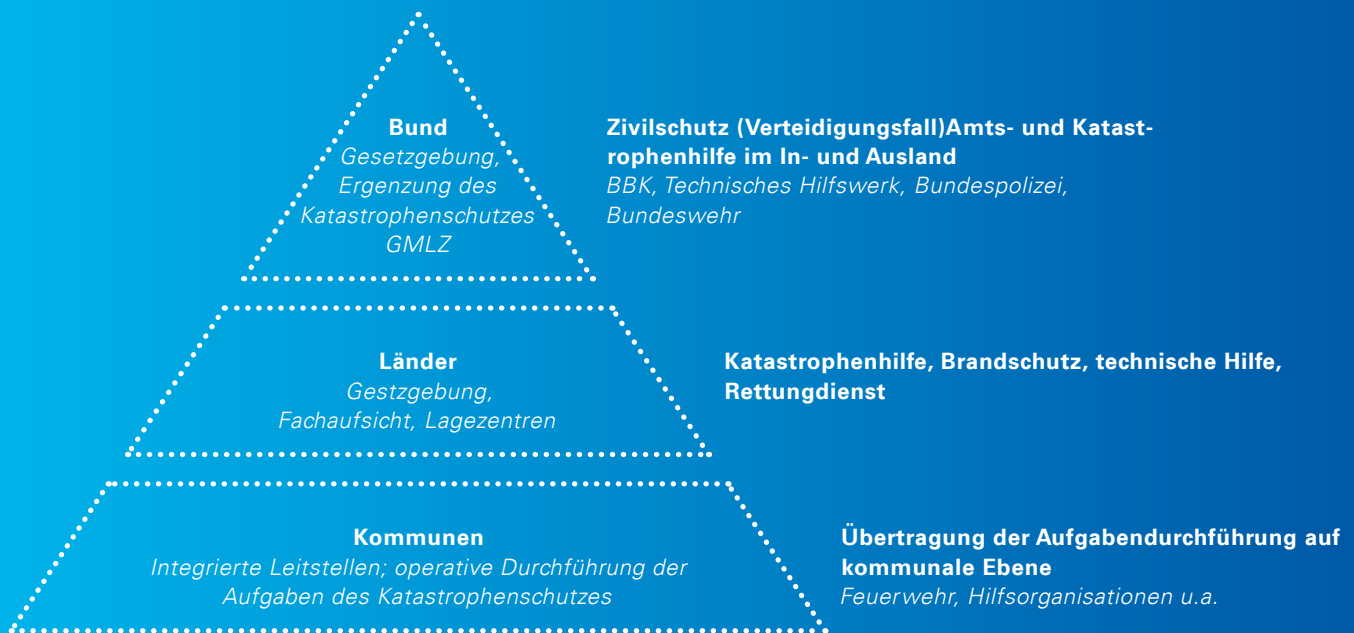 Bund
Gesetzgebung,
Ergenzung des
Katastrophenschutzes
GMLZ
Zivilschutz (Verteidigungsfall)Amts- und Katast-
rophenhilfe im In- und Ausland
BBK, Technisches Hilfswerk, Bundespolizei,
Bundeswehr
Länder
Gestzgebung,
Fachaufsicht, Lagezentren
Katastrophenhilfe, Brandschutz, technische Hilfe,
Rettungdienst
Kommunen
Integrierte Leitstellen; operative Durchführung der
Aufgaben des Katastrophenschutzes
Übertragung der Aufgabendurchführung auf
kommunale Ebene
Feuerwehr, Hilfsorganisationen u.a.